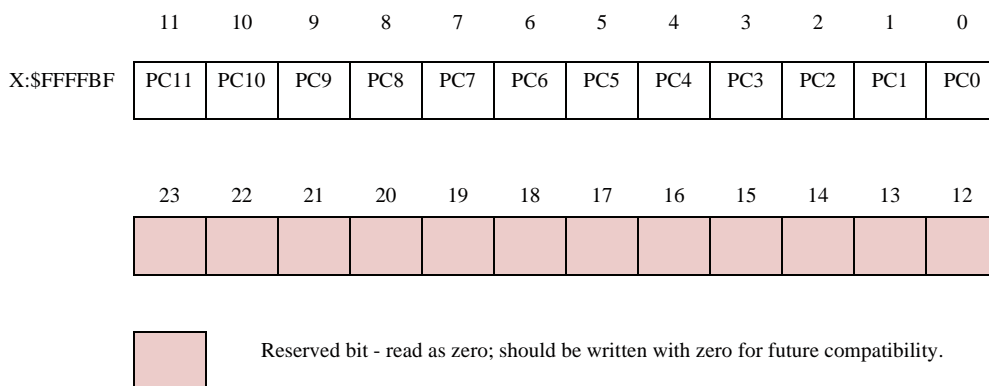 11 10 9 8 7 6 5 4 3 2 1 0
X:$FFFFBF PC11 PC10 PC9 PC8 PC7 PC6 PC5 PC4 PC3 PC2 PC1 PC0
23 22 21 20 19 18 17 16 15 14 13 12
Reserved bit - read as zero; should be written with zero for future compatibility.